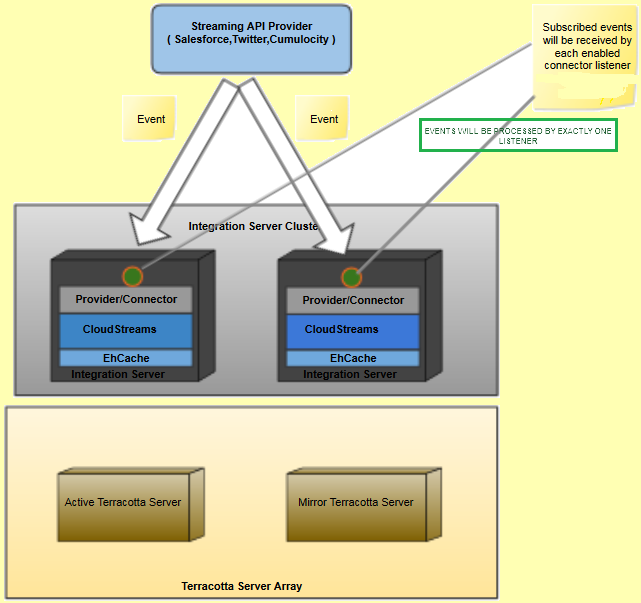 Streaming API Provider
( Salesforce,Twitter,Cumulocity )
Subscribed events
will be received by
each enabled
connector listener
Event
Event
EVENTS WILL BE PROCESSED BY EXACTLY ONE
LISTENER
Integration Server Cluste
Provider/Connector
CloudStreams
EhCache
Integration Server
Provider/Connector
CloudStreams
EhCache
Integration Server
Active Terracotta Server
Mirror Terracotta Server
Terracotta Server Array